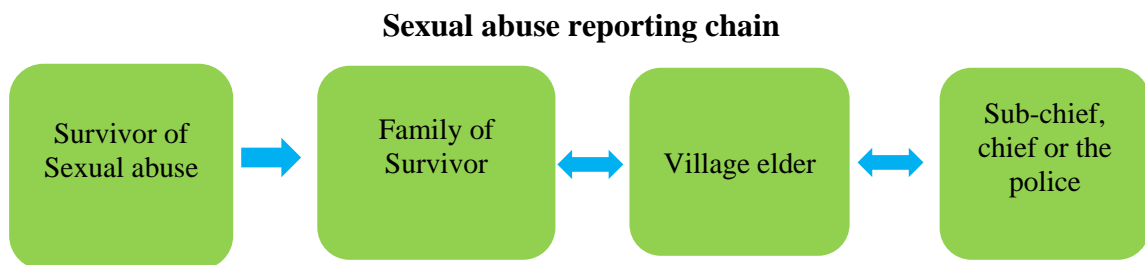 Sexual abuse reporting chain
Survivor of
Sexual abuse
Family of
Survivor
Village elder
Sub-chief,
chief or the
police